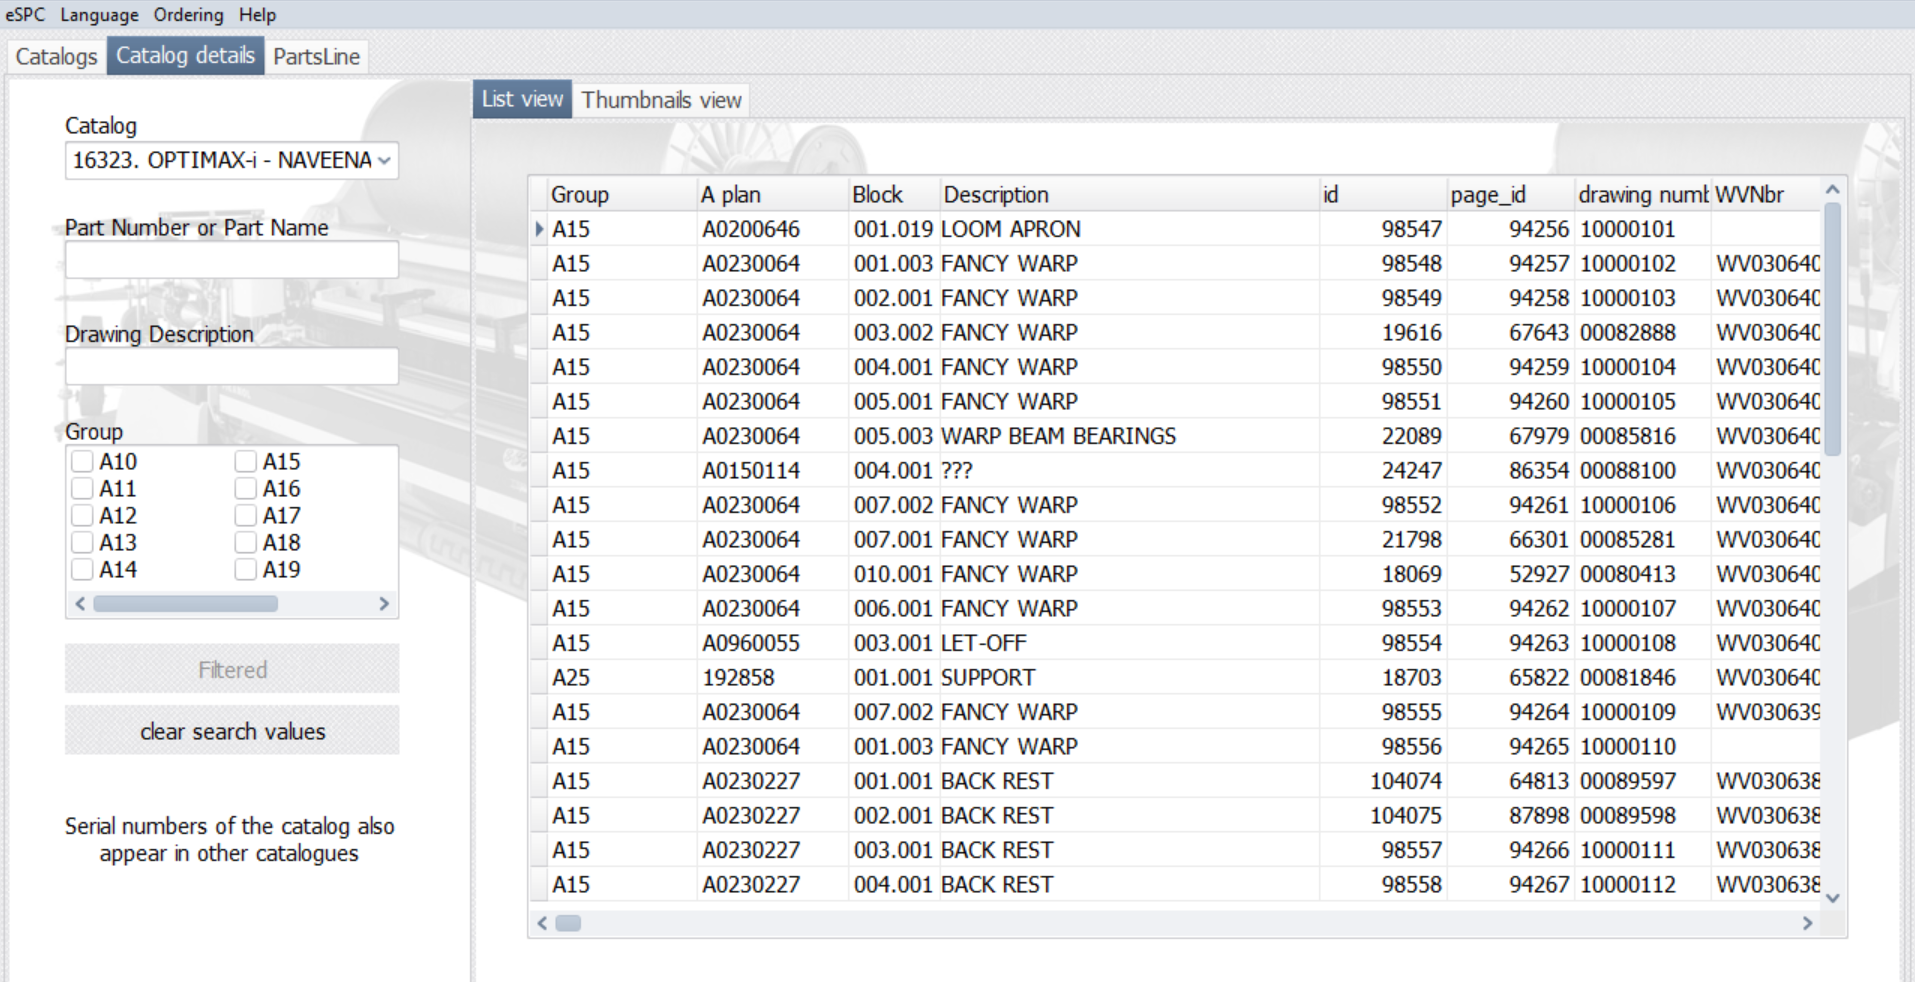 eSPC Language Ordering Help
Catalogs Catalog details PartsLine
List view Thumbnails view
Catalog
16323. OPTIMAX-i - NAVEENA
Part Number or Part Name
Drawing Description
Group
A10 A15
A11 A16
A12 A17
A13 A18
A14 A19
Filtered
clear search values
Serial numbers of the catalog also
appear in other catalogues
Group A plan Block Description id page_id drawing numb WVNbr
A15 A0200646 001.019 LOOM APRON 98547 94256 10000101
A15 A0230064 001.003 FANCY WARP 98548 94257 10000102 WV030640
A15 A0230064 002.001 FANCY WARP 98549 94258 10000103 WV030640
A15 A0230064 003.002 FANCY WARP 19616 67643 00082888 WV030640
A15 A0230064 004.001 FANCY WARP 98550 94259 10000104 WV030640
A15 A0230064 005.001 FANCY WARP 98551 94260 10000105 WV030640
A15 A0230064 005.003 WARP BEAM BEARINGS 22089 67979 00085816 WV030640
A15 A0150114 004.001 ??? 24247 86354 00088100 WV030640
A15 A0230064 007.002 FANCY WARP 98552 94261 10000106 WV030640
A15 A0230064 007.001 FANCY WARP 21798 66301 00085281 WV030640
A15 A0230064 010.001 FANCY WARP 18069 52927 00080413 WV030640
A15 A0230064 006.001 FANCY WARP 98553 94262 10000107 WV030640
A15 A0960055 003.001 LET-OFF 98554 94263 10000108 WV030640
A25 192858 001.001 SUPPORT 18703 65822 00081846 WV030640
A15 A0230064 007.002 FANCY WARP 98555 94264 10000109 WV030639
A15 A0230064 001.003 FANCY WARP 98556 94265 10000110
A15 A0230227 001.001 BACK REST 104074 64813 00089597 WV030638
A15 A0230227 002.001 BACK REST 104075 87898 00089598 WV030638
A15 A0230227 003.001 BACK REST 98557 94266 10000111 WV030638
A15 A0230227 004.001 BACK REST 98558 94267 10000112 WV030638